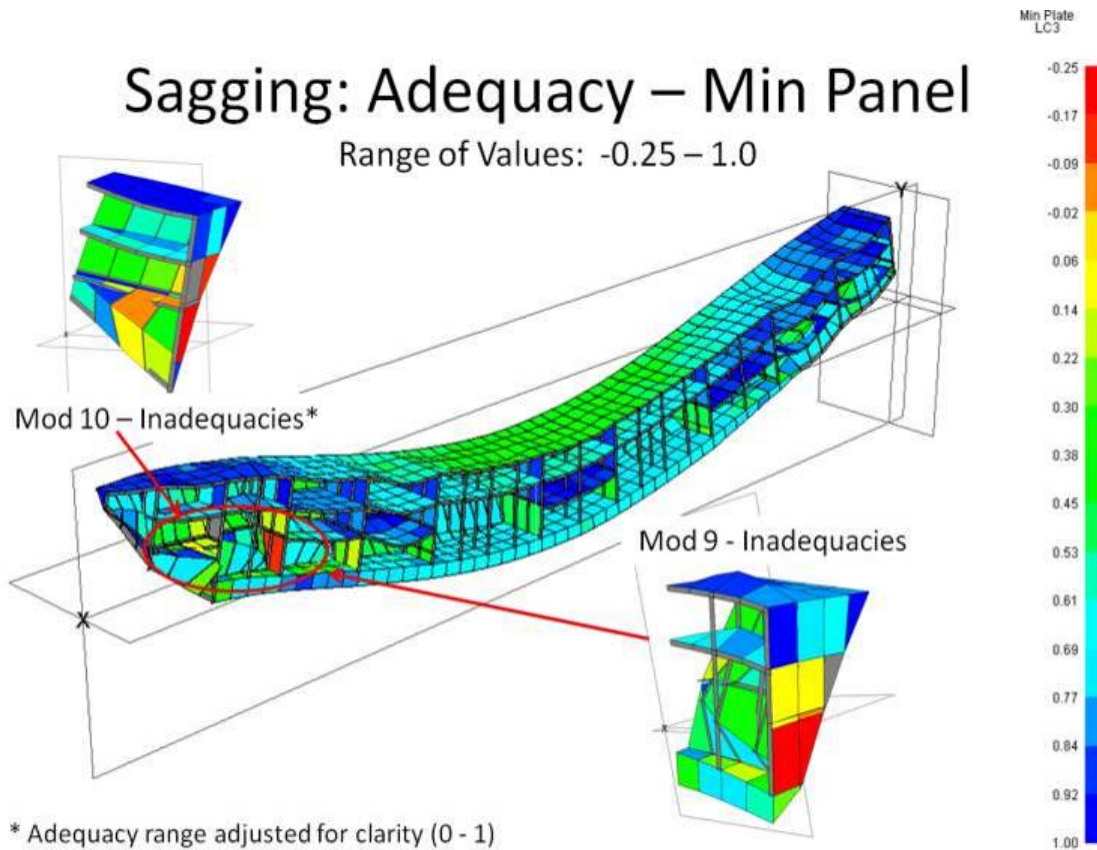 Min Plate
LC3
Sagging: Adequacy – Min Panel
Range of Values: -0.25 – 1.0
-0.25
-0.17
-0.09
-0.02
0.06
0.14
0.22
0.30
0.38
0.45
0.53
0.61
0.69
0.77
0.84
0.92
1.00
Y
Mod 10 – Inadequacies*
Mod 9 - Inadequacies
X
x
* Adequacy range adjusted for clarity (0 - 1)